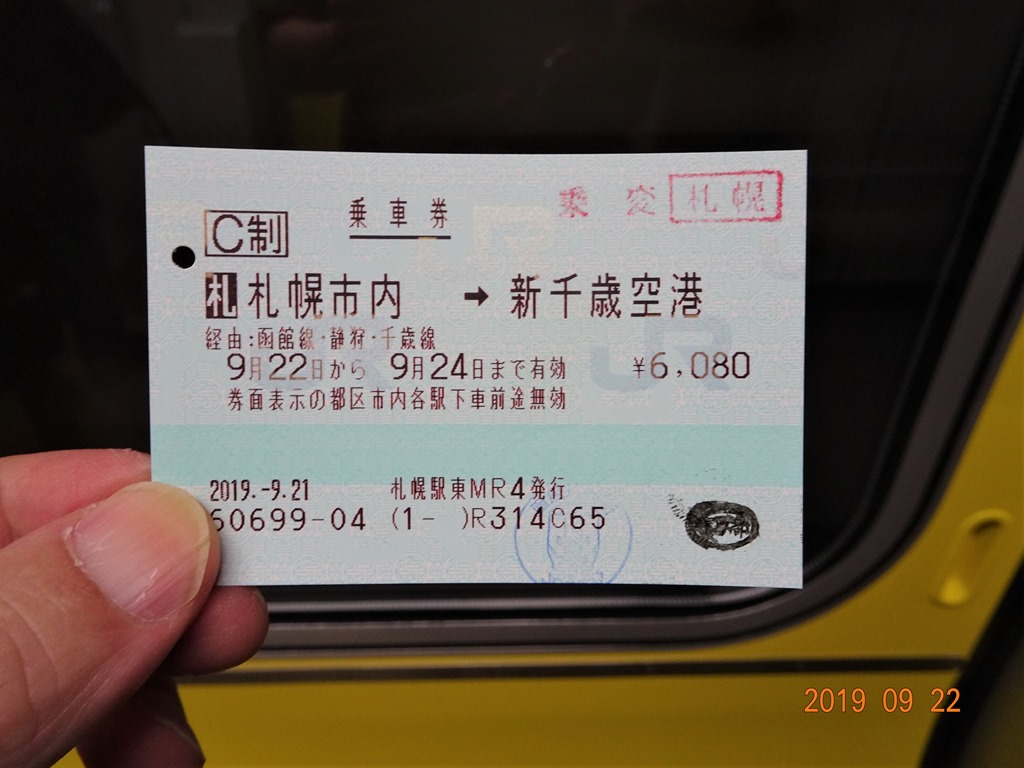 乗車券
乗変 札幌
C制
札 札幌市内 → 新千歳空港
経由:函館線・静狩・千歳線
9月22日から 9月24日まで有効 ¥6,080
券面表示の都区市内各駅下車前途無効
2019.-9.21 札幌駅東MR4発行
60699-04 (1- )R314C65
2019 09 22